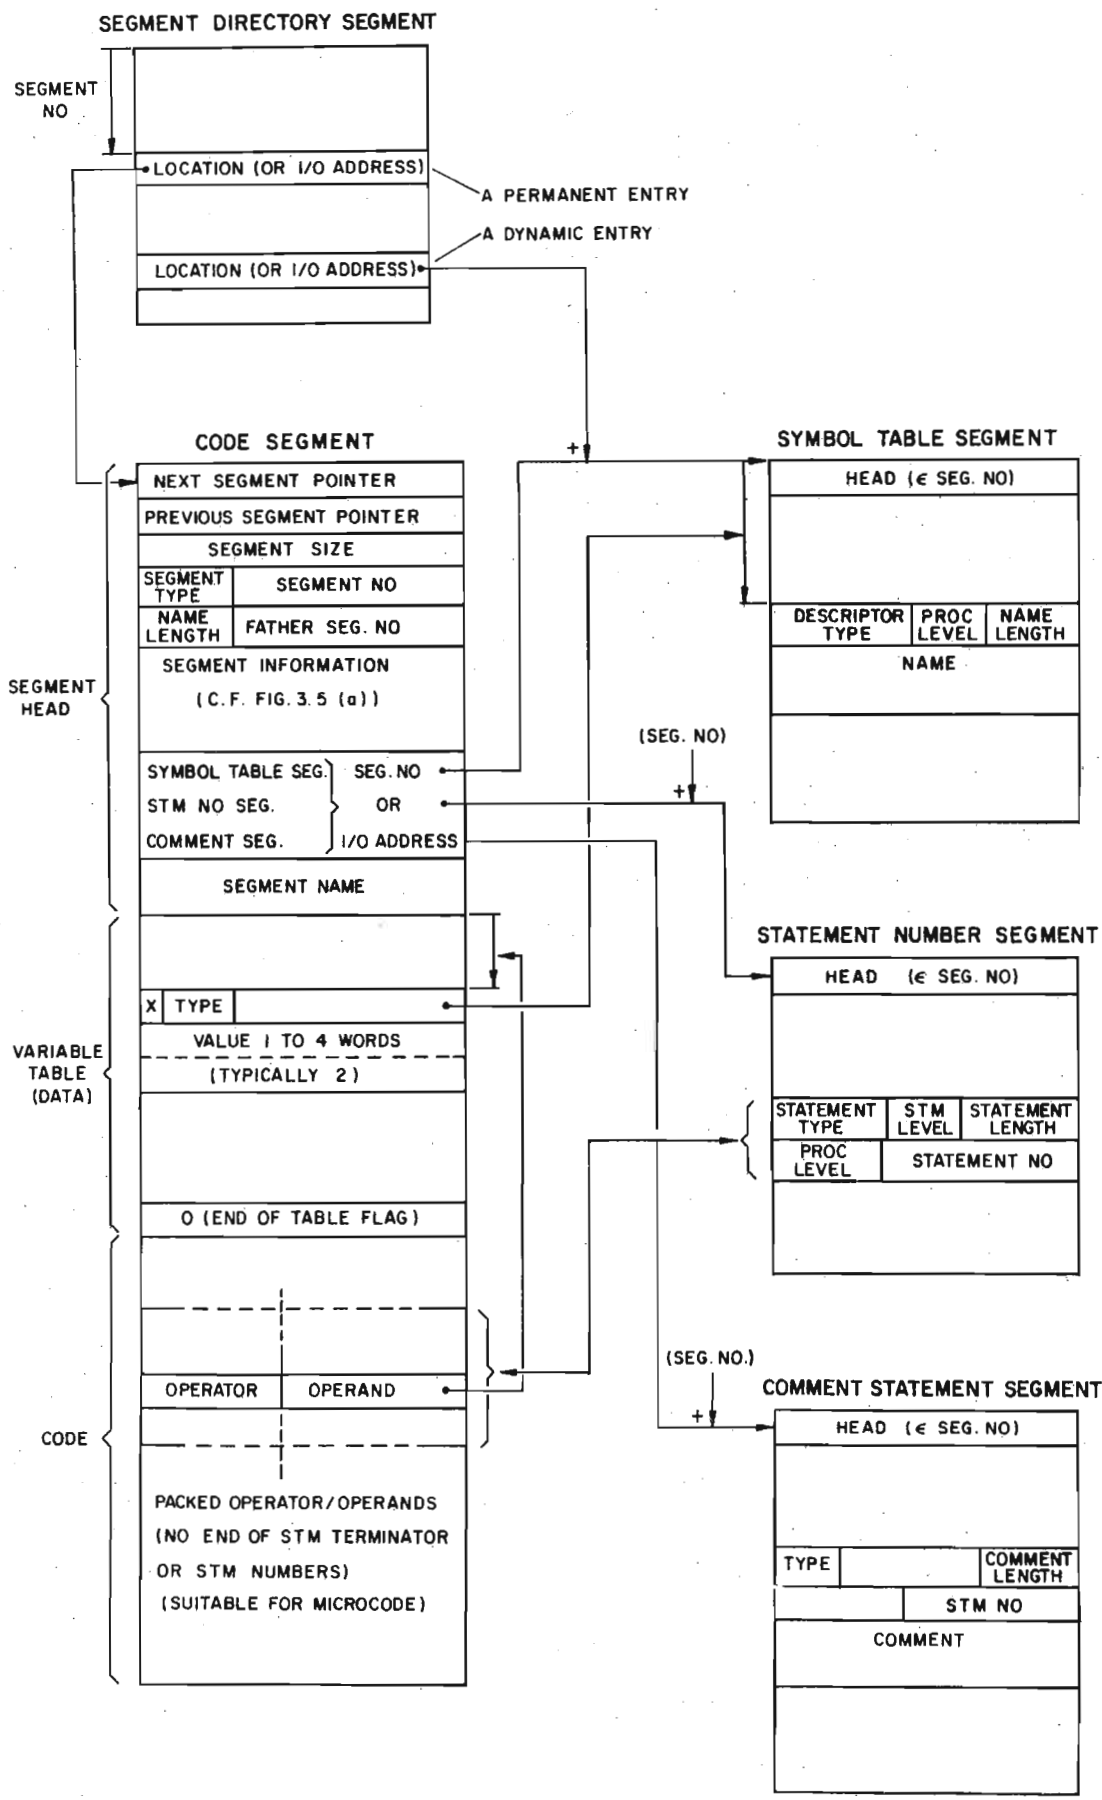 SEGMENT DIRECTORY SEGMENT
SEGMENT
NO
LOCATION (OR I/O ADDRESS)
A PERMANENT ENTRY
A DYNAMIC ENTRY
LOCATION (OR I/O ADDRESS)
CODE SEGMENT
NEXT SEGMENT POINTER
PREVIOUS SEGMENT POINTER
SEGMENT SIZE
SEGMENT
TYPE
SEGMENT NO
NAME
LENGTH
FATHER SEG. NO
SEGMENT INFORMATION
(C.F. FIG. 3.5 (a))
SEGMENT
HEAD
SYMBOL TABLE SEG.
SEG. NO
STM NO SEG.
OR
COMMENT SEG.
I/O ADDRESS
SEGMENT NAME
X
TYPE
VALUE 1 TO 4 WORDS
(TYPICALLY 2)
VARIABLE
TABLE
(DATA)
0 (END OF TABLE FLAG)
OPERATOR
OPERAND
CODE
PACKED OPERATOR/OPERANDS
(NO END OF STM TERMINATOR
OR STM NUMBERS)
(SUITABLE FOR MICROCODE)
+
SYMBOL TABLE SEGMENT
HEAD (ϵ SEG. NO)
DESCRIPTOR
TYPE
PROC
LEVEL
NAME
LENGTH
NAME
(SEG. NO)
+
STATEMENT NUMBER SEGMENT
HEAD (ϵ SEG. NO)
STATEMENT
TYPE
STM
LEVEL
STATEMENT
LENGTH
PROC
LEVEL
STATEMENT NO
(SEG. NO.)
+
COMMENT STATEMENT SEGMENT
HEAD (ϵ SEG. NO)
TYPE
COMMENT
LENGTH
STM NO
COMMENT